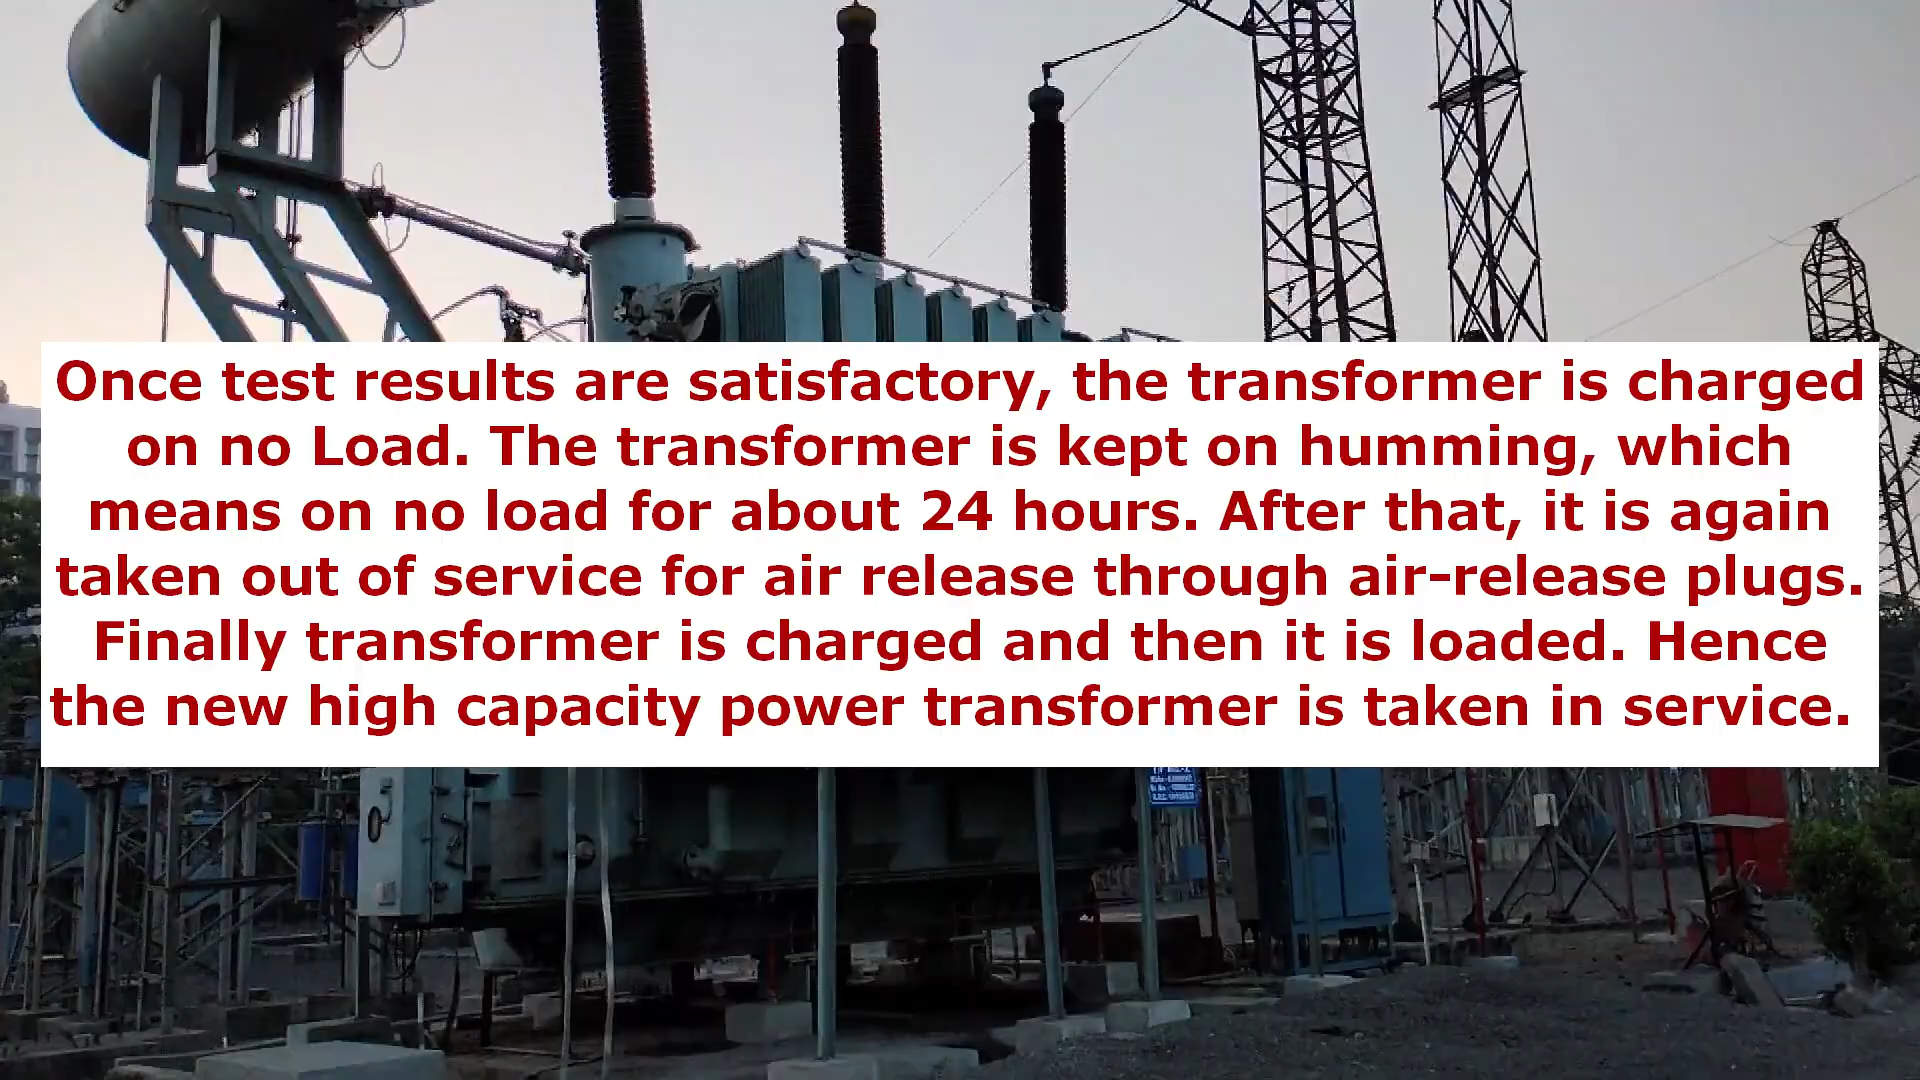 Once test results are satisfactory, the transformer is charged
on no Load. The transformer is kept on humming, which
means on no load for about 24 hours. After that, it is again
taken out of service for air release through air-release plugs.
Finally transformer is charged and then it is loaded. Hence
the new high capacity power transformer is taken in service.